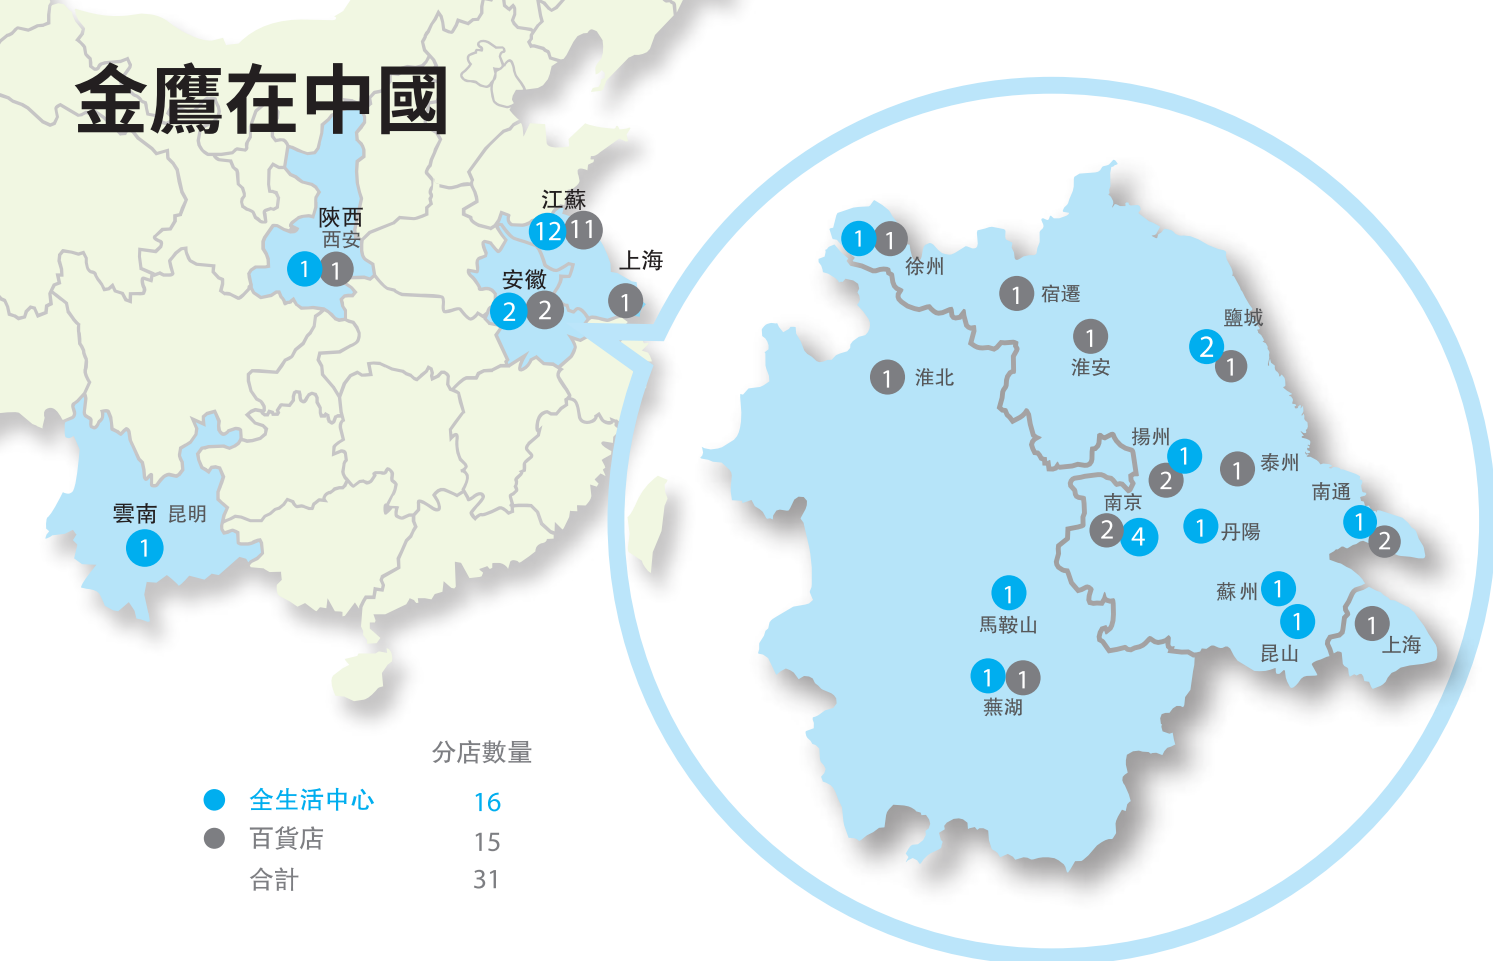 金鷹在中國
陝西
西安
1 1
江蘇
12 11
上海
1
安徽
2 2
雲南 昆明
1
1 1
徐州
1 宿遷
1
淮安
鹽城
2
1
1 淮北
揚州
1
2
1 泰州
南京
2 4
1 丹陽
南通
1
2
蘇州 1
1
昆山
1
上海
1
馬鞍山
1 1
蕪湖
分店數量
全生活中心 16
百貨店 15
合計 31